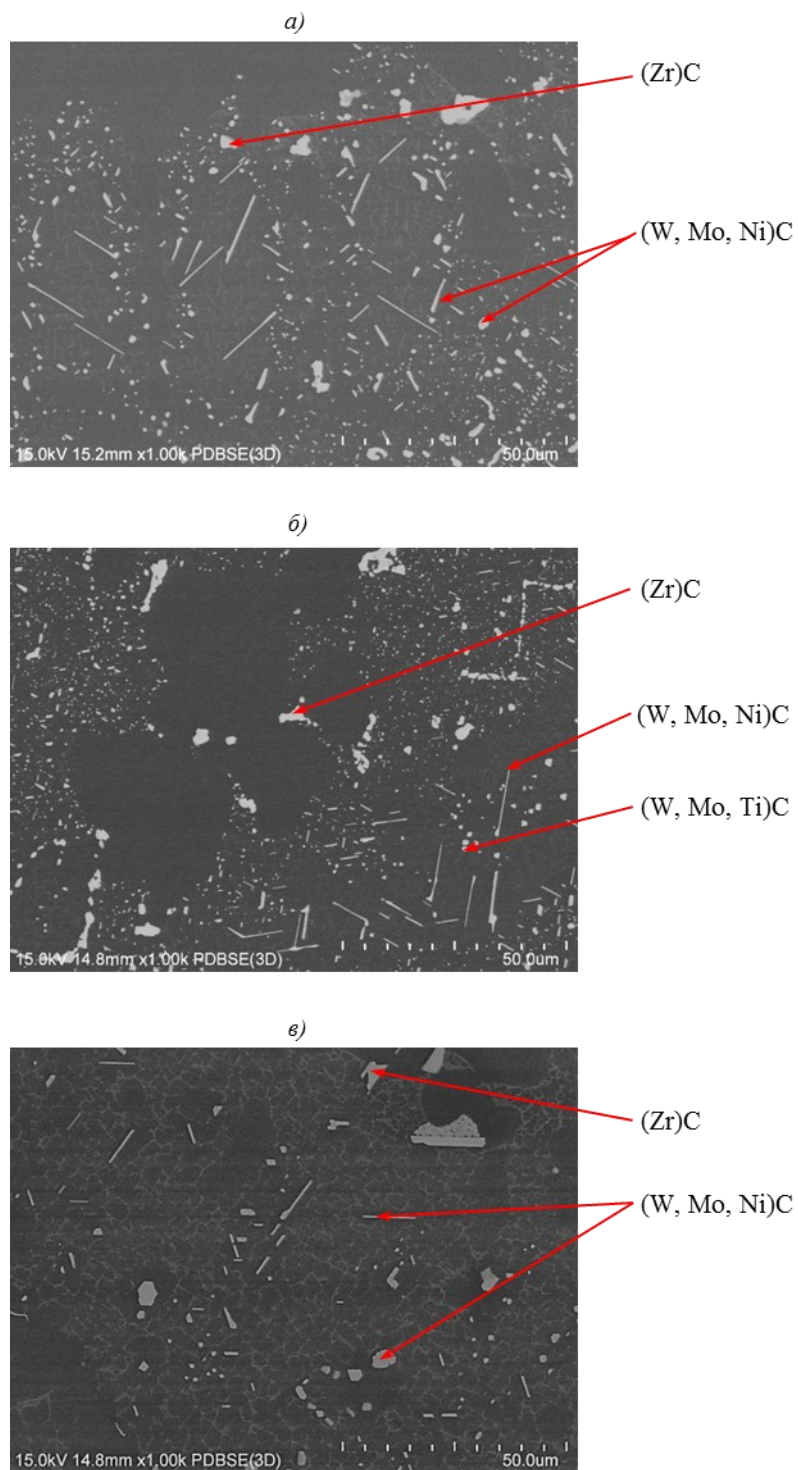 а)
(Zr)C
(W, Mo, Ni)C
15.0kV 15.2mm x1.00k PDBSE(3D) 50.0um
б)
(Zr)C
(W, Mo, Ni)C
(W, Mo, Ti)C
15.0kV 14.8mm x1.00k PDBSE(3D) 50.0um
в)
(Zr)C
(W, Mo, Ni)C
15.0kV 14.8mm x1.00k PDBSE(3D) 50.0um